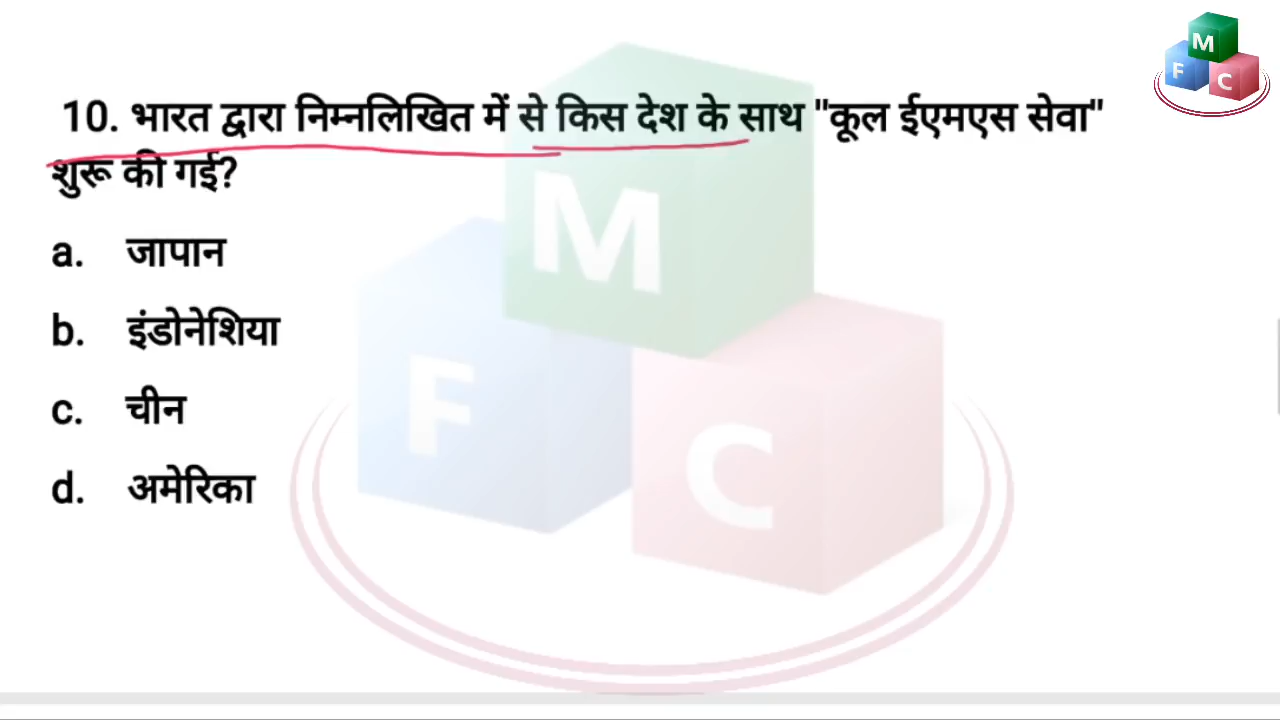 M
F C
10. भारत द्वारा निम्नलिखित में से किस देश के साथ "कूल ईएमएस सेवा"
शुरू की गई?
a. जापान
b. इंडोनेशिया
c. चीन
d. अमेरिका
M
F
C